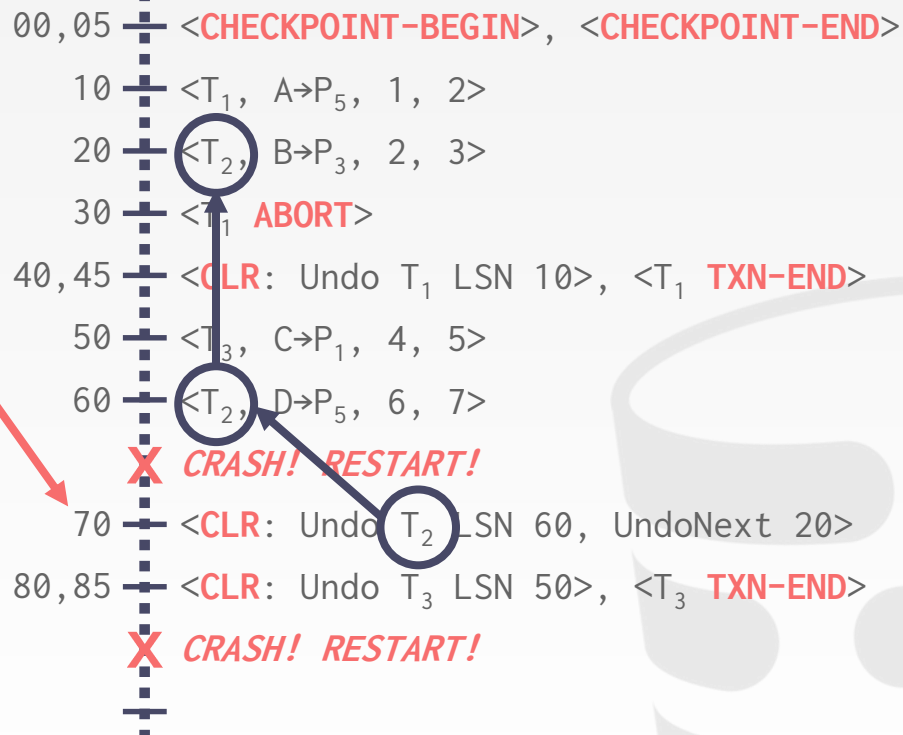 00,05 <CHECKPOINT-BEGIN>, <CHECKPOINT-END>
10 <T₁, A→P₅, 1, 2>
20 <T₂, B→P₃, 2, 3>
30 <T₁ ABORT>
40,45 <CLR: Undo T₁ LSN 10>, <T₁ TXN-END>
50 <T₃, C→P₁, 4, 5>
60 <T₂, D→P₅, 6, 7>
X CRASH! RESTART!
70 <CLR: Undo T₂ LSN 60, UndoNext 20>
80,85 <CLR: Undo T₃ LSN 50>, <T₃ TXN-END>
X CRASH! RESTART!